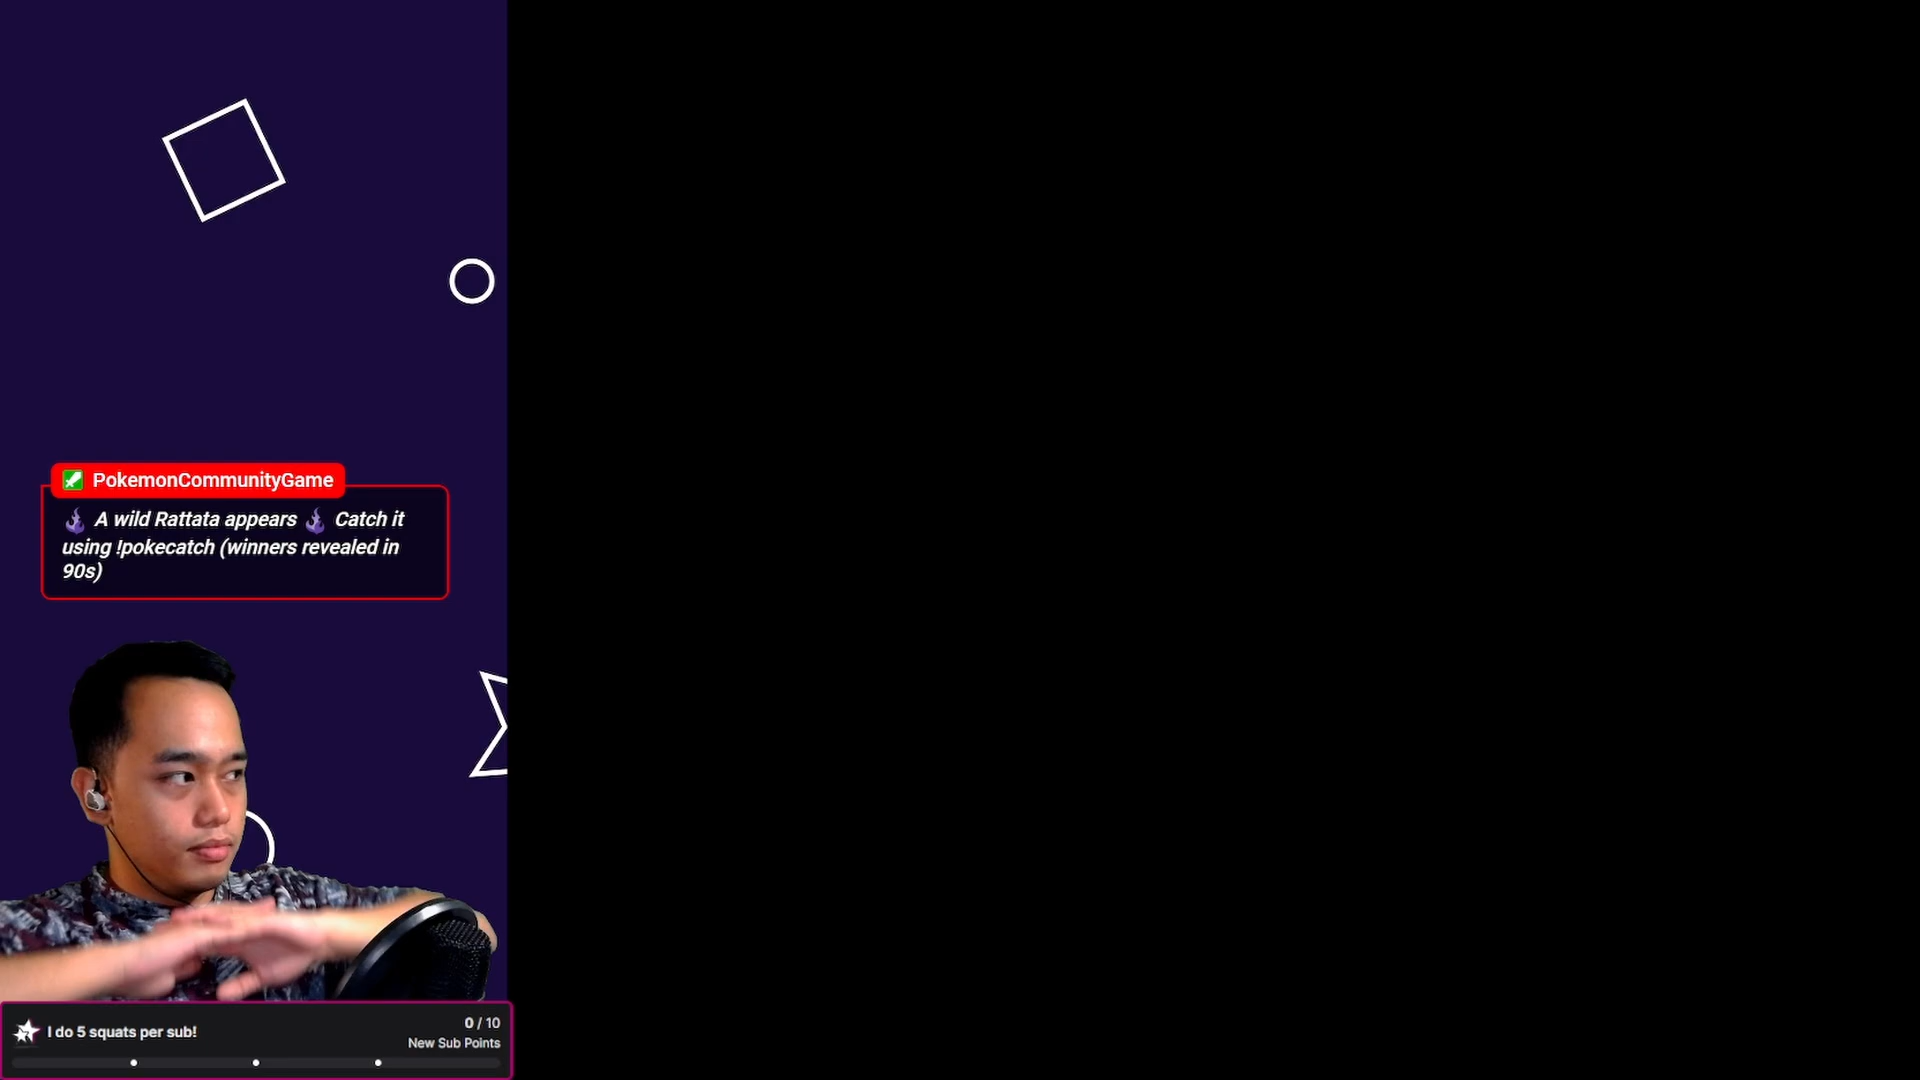 PokemonCommunityGame
A wild Rattata appears Catch it
using !pokecatch (winners revealed in
90s)
I do 5 squats per sub!
0 / 10
New Sub Points